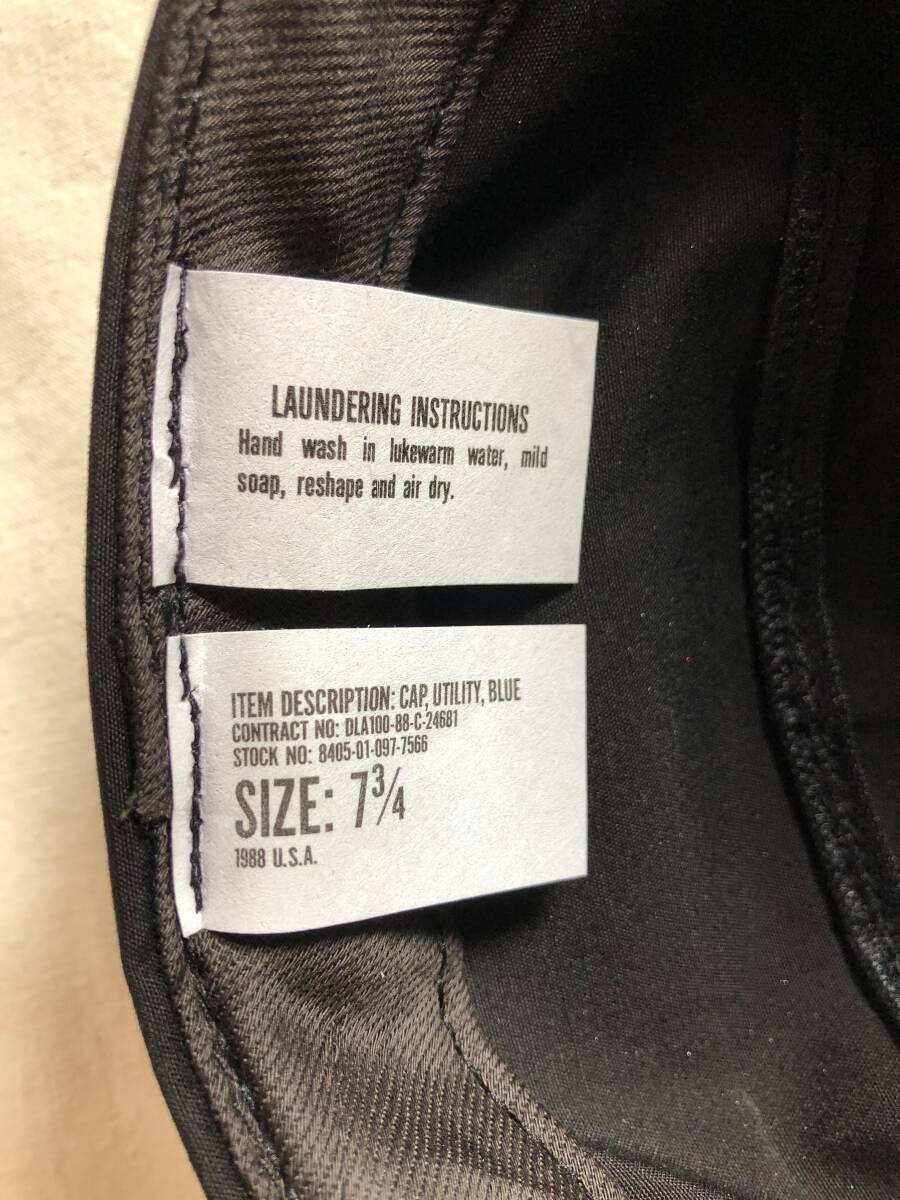 LAUNDERING INSTRUCTIONS
Hand wash in lukewarm water, mild
soap, reshape and air dry.
ITEM DESCRIPTION: CAP, UTILITY, BLUE
CONTRACT NO: DLA100-88-C-24681
STOCK NO: 8405-01-097-7566
SIZE: 7¾
1988 U.S.A.